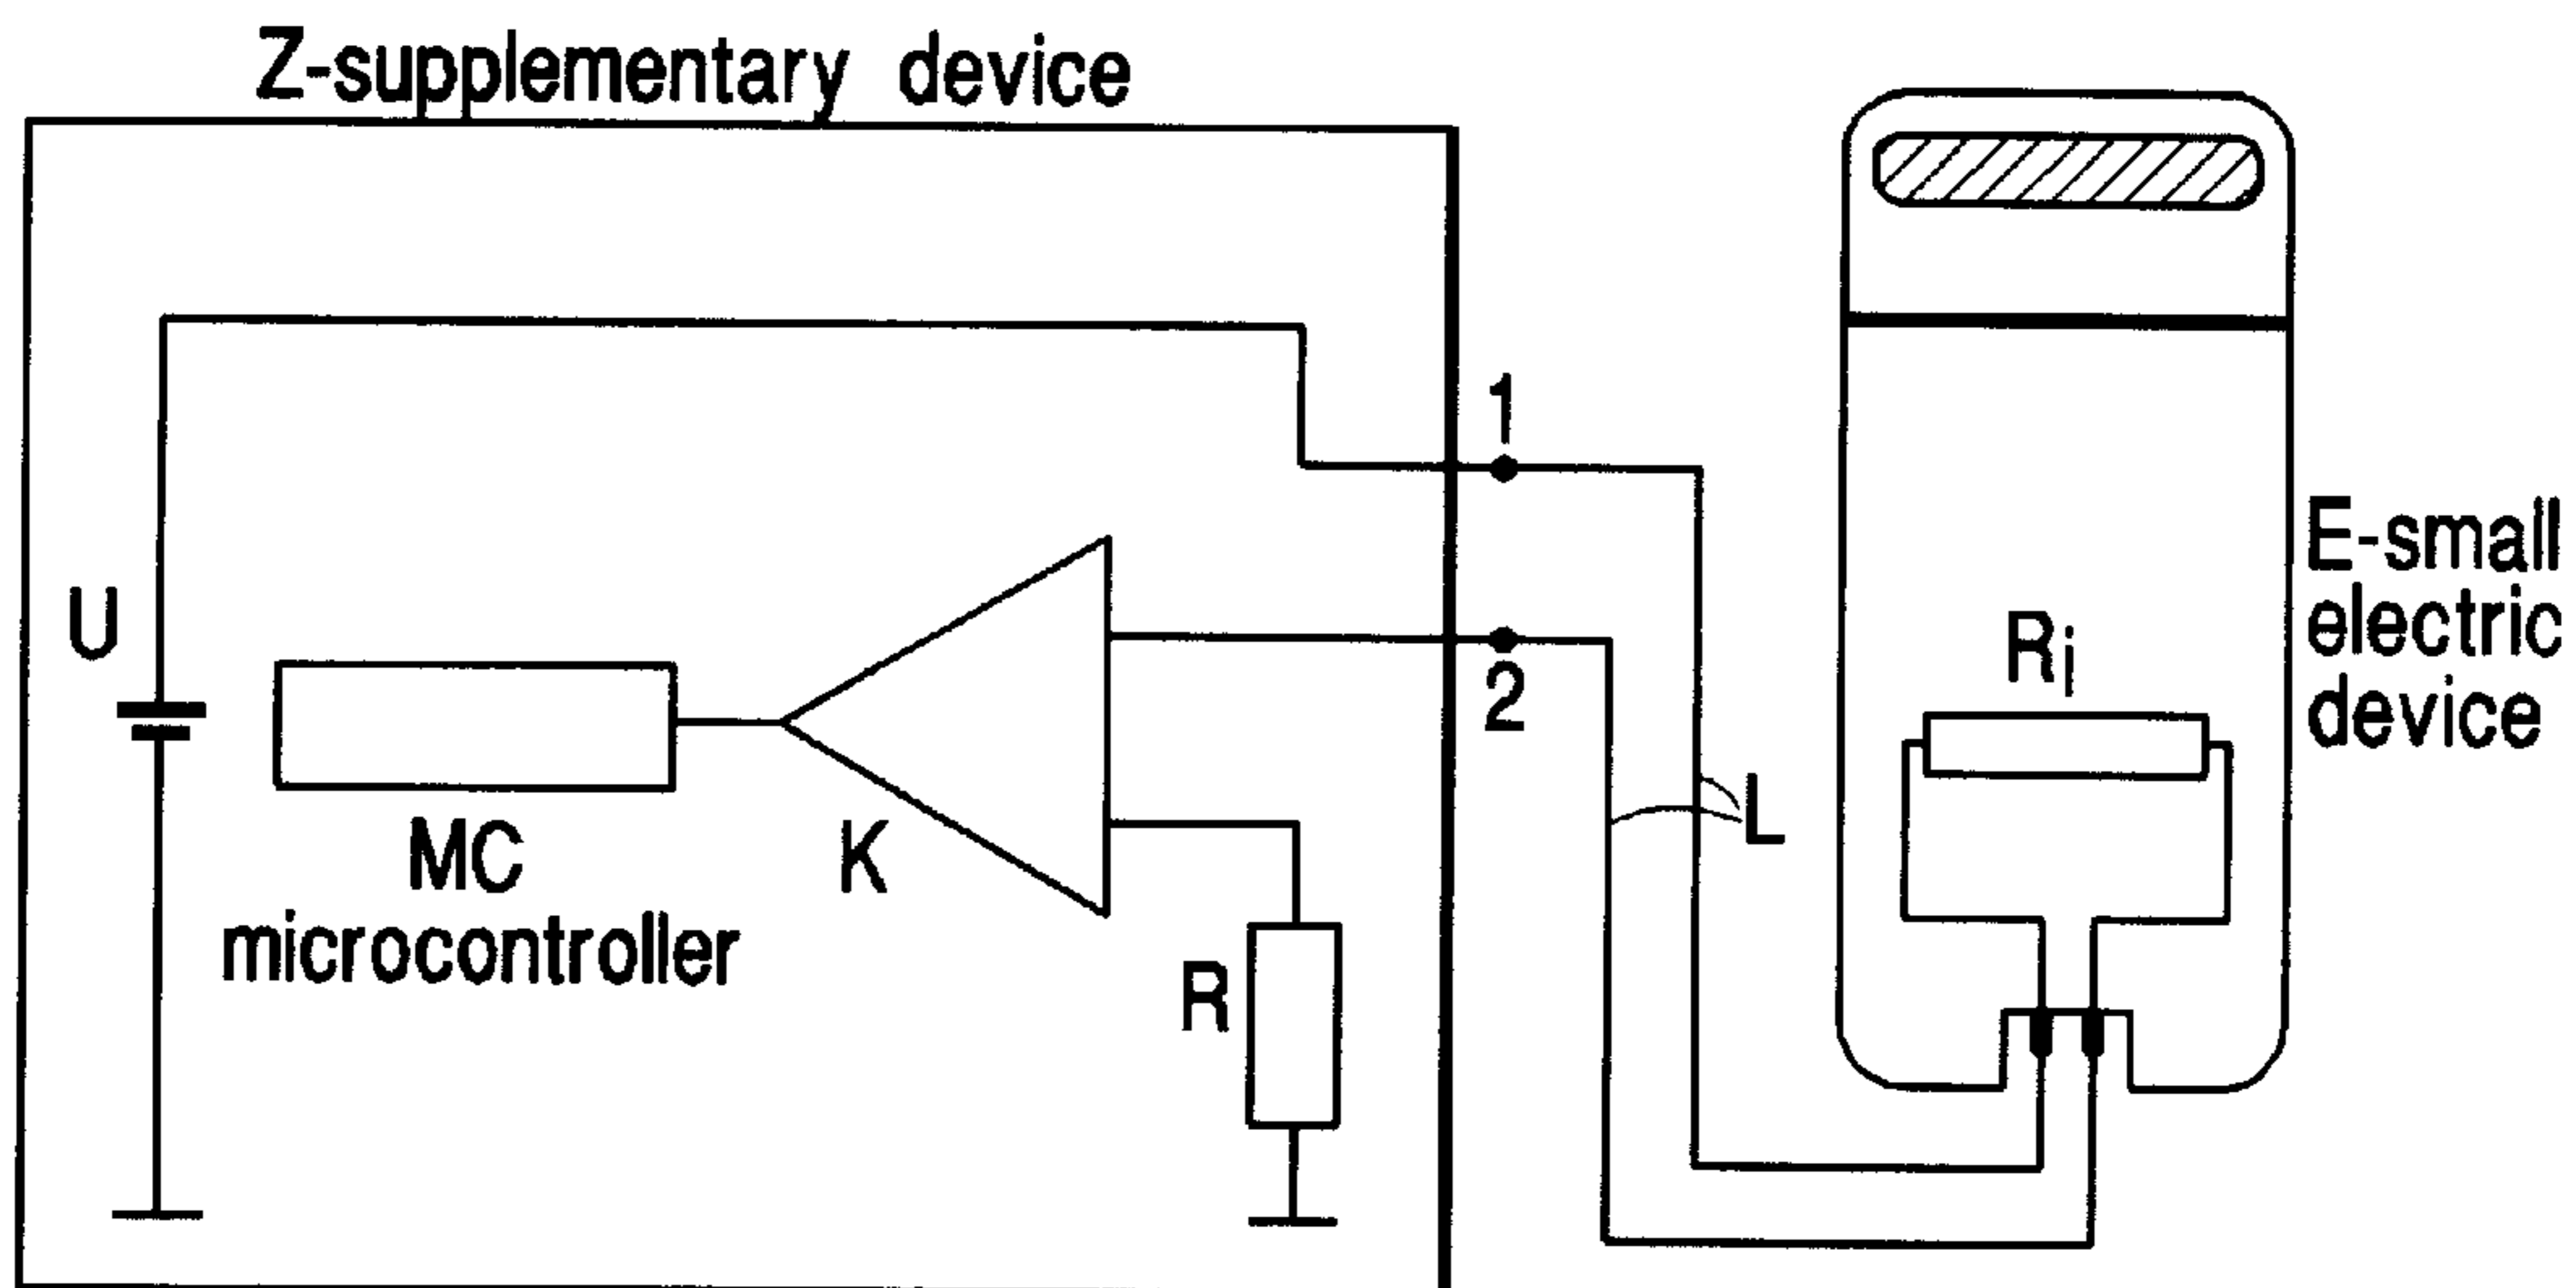 Z-supplementary device
1
U
2
E-small
electric
device
Ri
L
MC
microcontroller
K
R